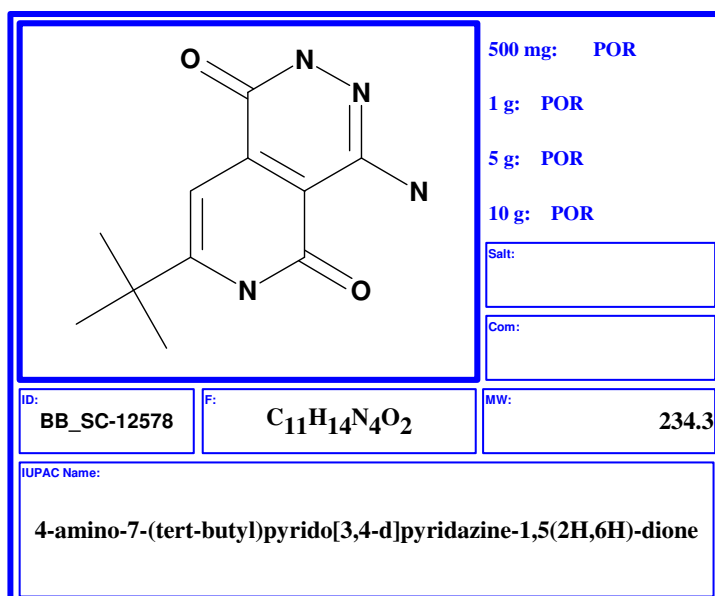 O
N
N
N
N
O
500 mg: POR
1 g: POR
5 g: POR
10 g: POR
Salt:
Com:
ID:
BB_SC-12578
F:
C11H14N4O2
MW:
234.3
IUPAC Name:
4-amino-7-(tert-butyl)pyrido[3,4-d]pyridazine-1,5(2H,6H)-dione